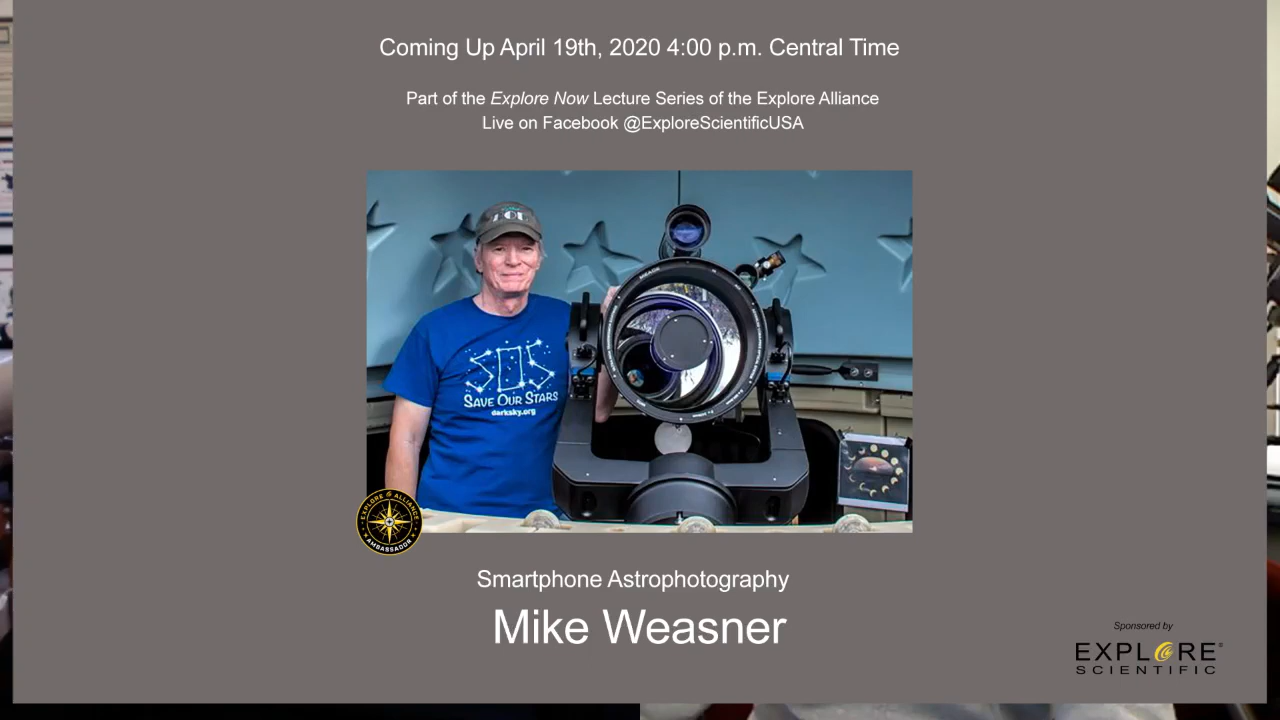 Coming Up April 19th, 2020 4:00 p.m. Central Time
Part of the Explore Now Lecture Series of the Explore Alliance
Live on Facebook @ExploreScientificUSA
MEADE
SOS
SAVE OUR STARS
darksky.org
EXPLORE ALLIANCE
AMBASSADOR
Smartphone Astrophotography
Mike Weasner
Sponsored by
EXPLORE®
SCIENTIFIC